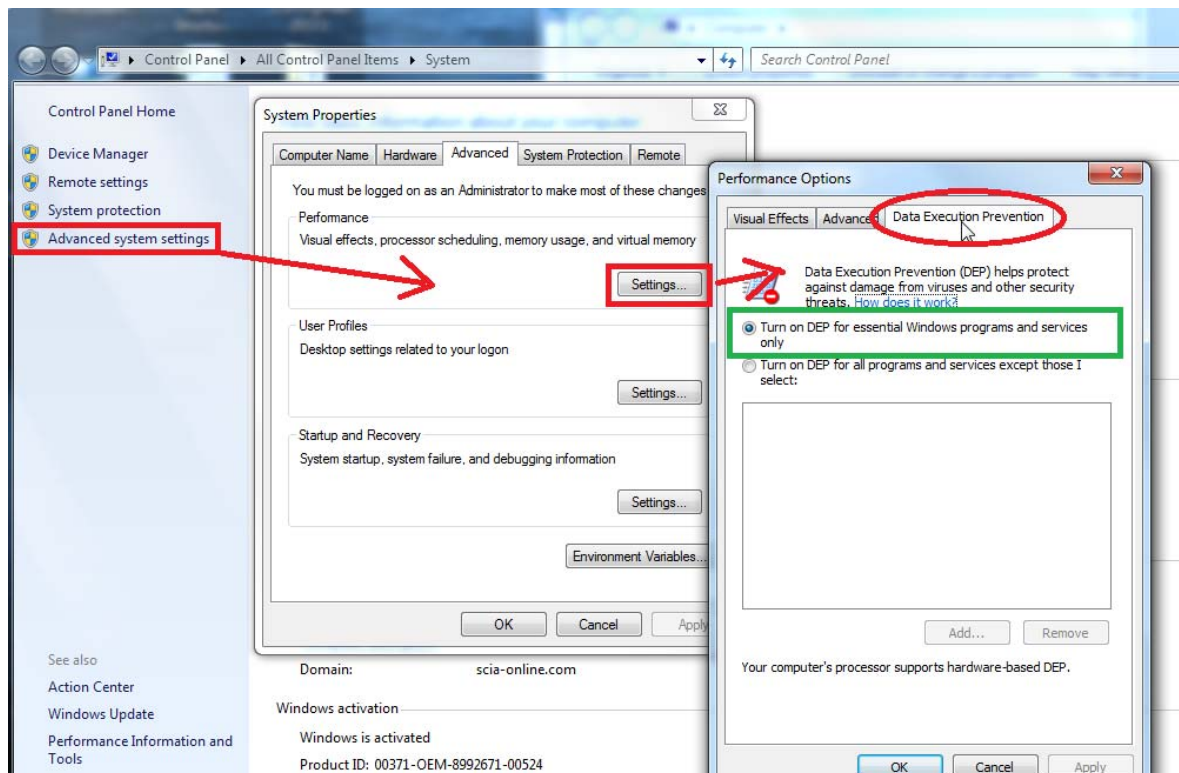 Control Panel All Control Panel Items System
Search Control Panel
Control Panel Home
Device Manager
Remote settings
System protection
Advanced system settings
See also
Action Center
Windows Update
Performance Information and
Tools
System Properties
Computer Name Hardware Advanced System Protection Remote
You must be logged on as an Administrator to make most of these changes
Performance
Visual effects, processor scheduling, memory usage, and virtual memory
Settings...
User Profiles
Desktop settings related to your logon
Settings...
Startup and Recovery
System startup, system failure, and debugging information
Settings...
Environment Variables...
OK Cancel Apply
Domain: scia-online.com
Windows activation
Windows is activated
Product ID: 00371-OEM-8992671-00524
Performance Options
Visual Effects Advanced Data Execution Prevention
Data Execution Prevention (DEP) helps protect
against damage from viruses and other security
threats. How does it work?
Turn on DEP for essential Windows programs and services
only
Turn on DEP for all programs and services except those I
select:
Add... Remove
Your computer's processor supports hardware-based DEP.
OK Cancel Apply